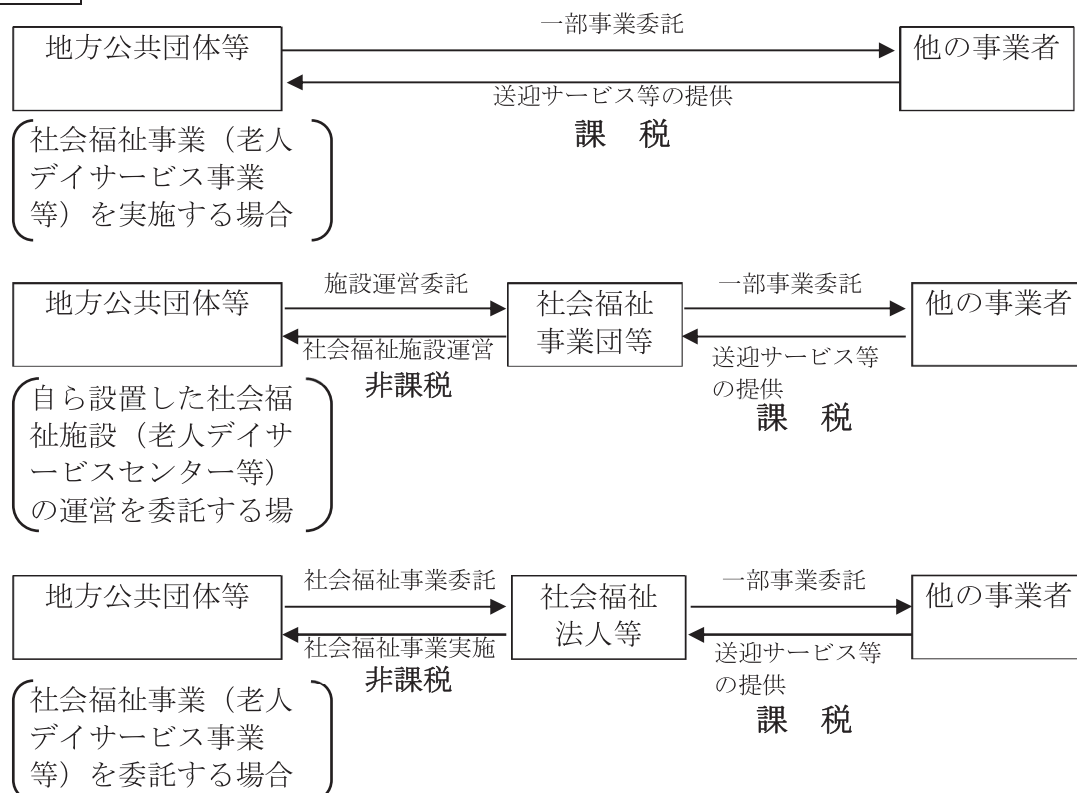 一部事業委託
地方公共団体等
他の事業者
送迎サービス等の提供
課　税
社会福祉事業（老人
デイサービス事業
等）を実施する場合
施設運営委託
一部事業委託
地方公共団体等
社会福祉
事業団等
他の事業者
社会福祉施設運営
非課税
送迎サービス等
の提供
課　税
自ら設置した社会福
祉施設（老人デイサ
ービスセンター等）
の運営を委託する場
社会福祉事業委託
一部事業委託
地方公共団体等
社会福祉
法人等
他の事業者
社会福祉事業実施
非課税
送迎サービス等
の提供
課　税
社会福祉事業（老人
デイサービス事業
等）を委託する場合